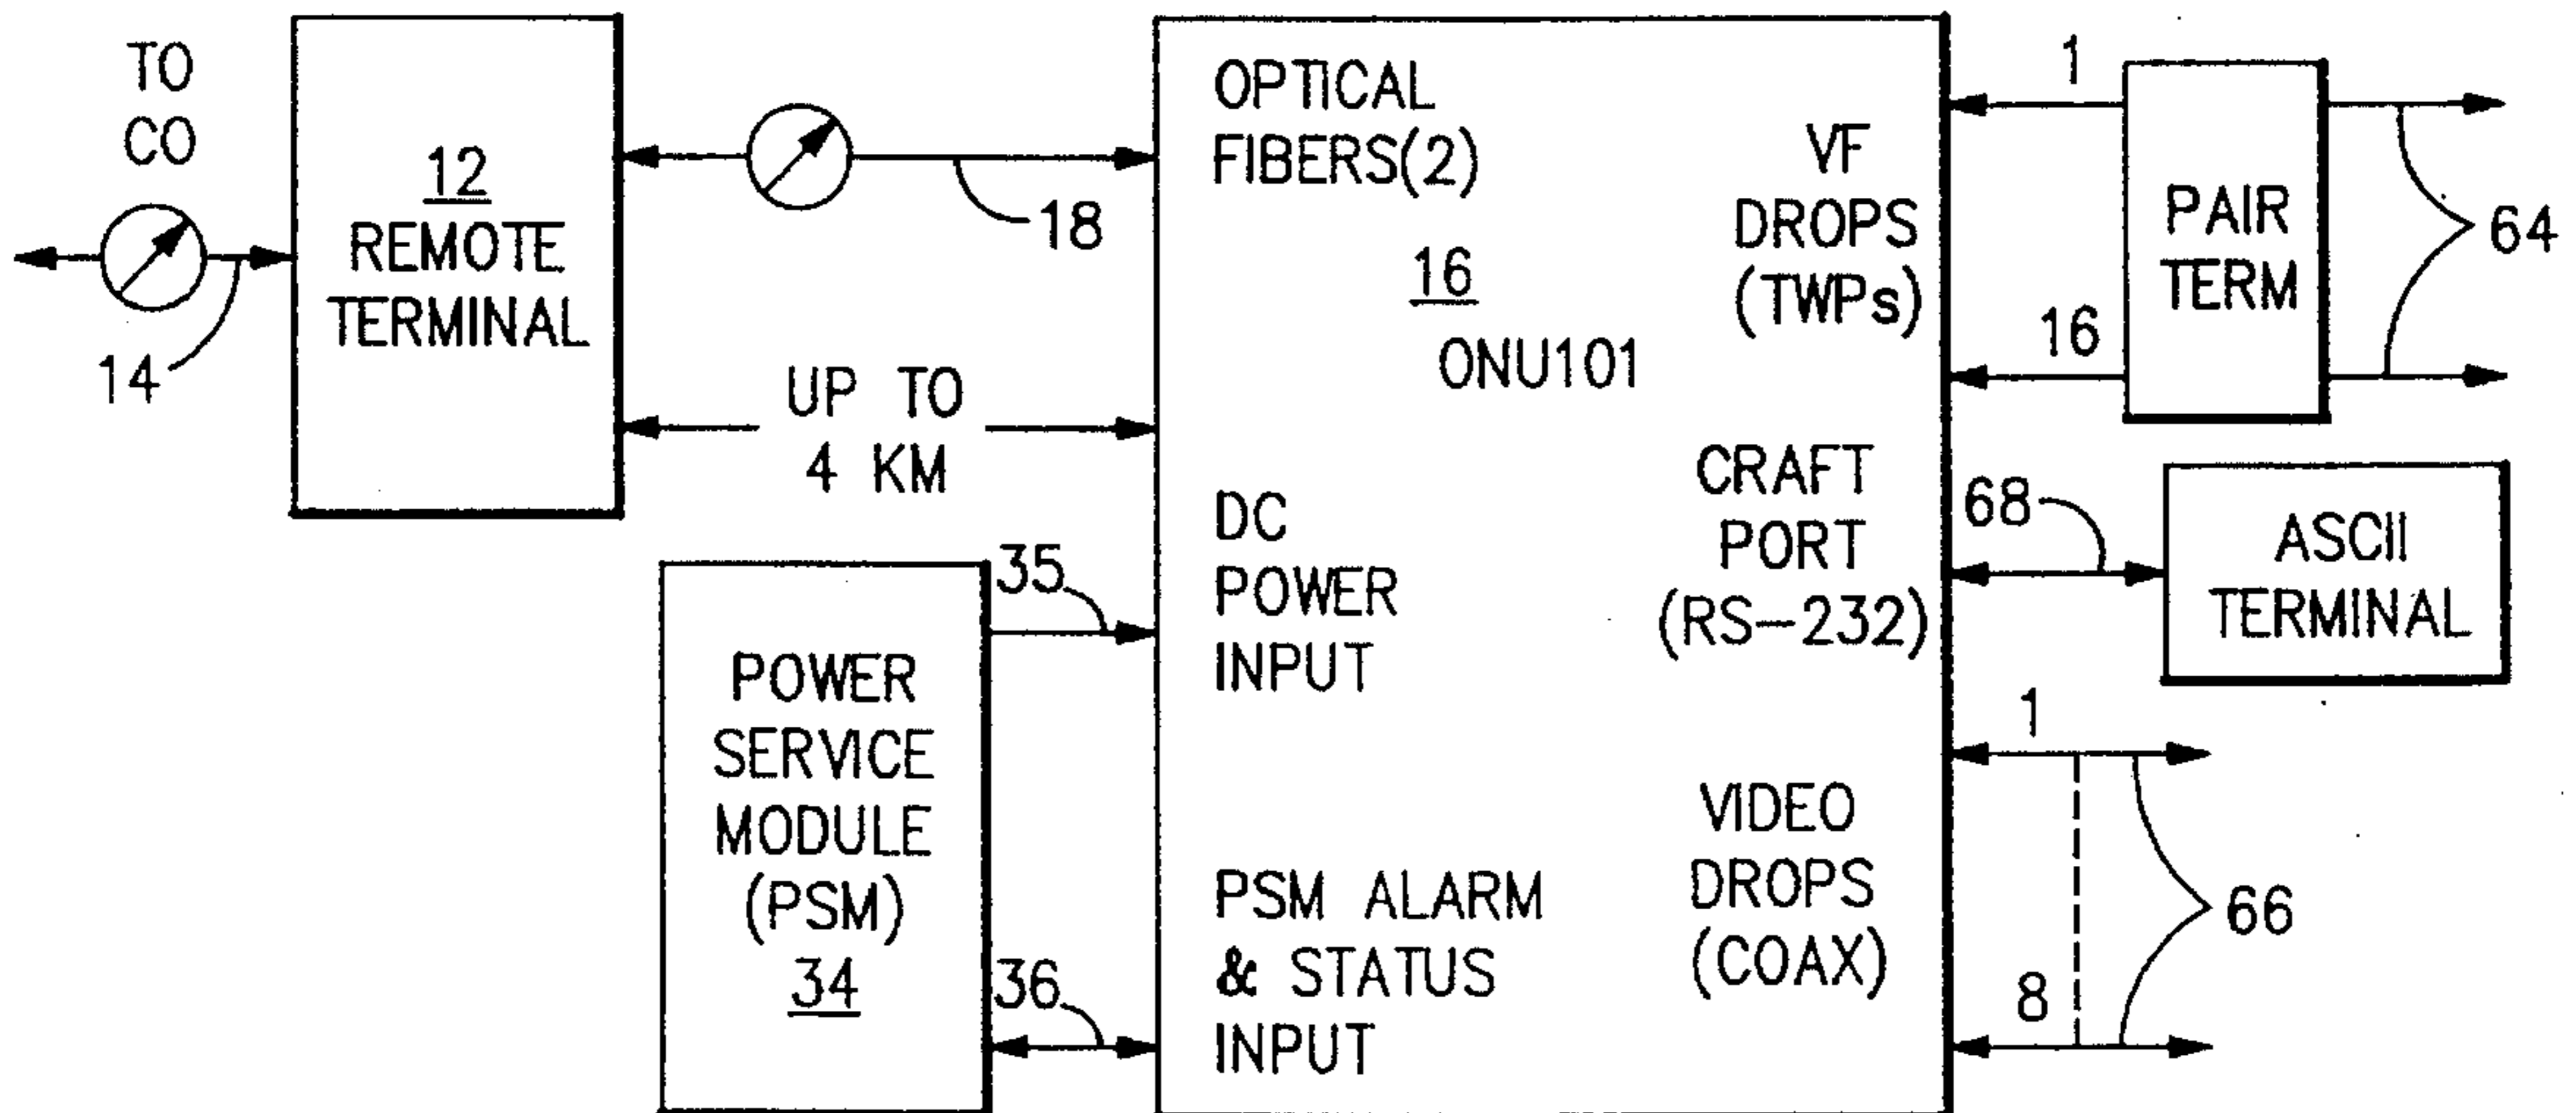 TO
CO
14
12
REMOTE
TERMINAL
18
UP TO
4 KM
POWER
SERVICE
MODULE
(PSM)
34
35
36
OPTICAL
FIBERS(2)
16
ONU101
DC
POWER
INPUT
PSM ALARM
& STATUS
INPUT
VF
DROPS
(TWPs)
CRAFT
PORT
(RS-232)
VIDEO
DROPS
(COAX)
1
16
PAIR
TERM
64
68
ASCII
TERMINAL
1
8
66